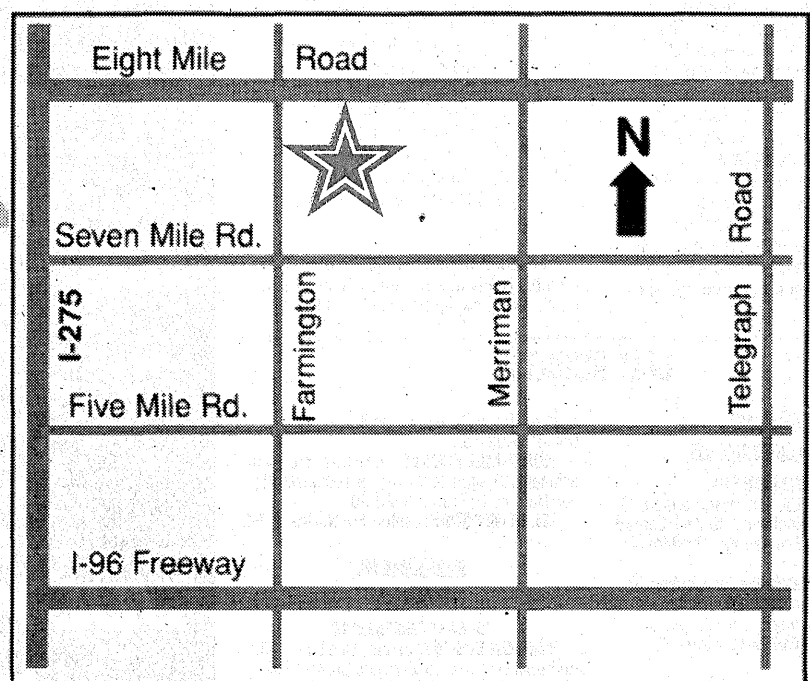 Eight Mile Road
N
Seven Mile Rd.
I-275
Farmington
Merriman
Telegraph Road
Five Mile Rd.
I-96 Freeway